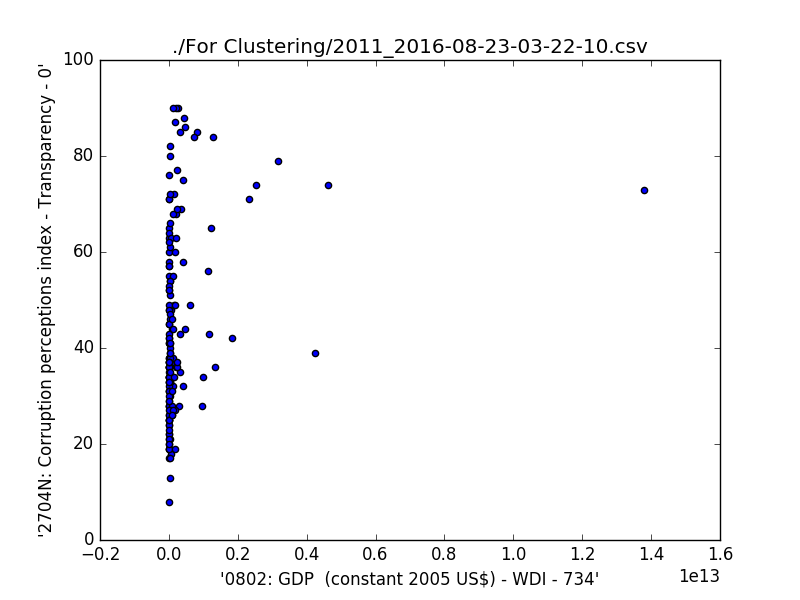 ./For Clustering/2011_2016-08-23-03-22-10.csv
100
80
60
40
20
0
'2704N: Corruption perceptions index - Transparency - 0'
−0.2 0.0 0.2 0.4 0.6 0.8 1.0 1.2 1.4 1.6
1e13
'0802: GDP  (constant 2005 US$) - WDI - 734'